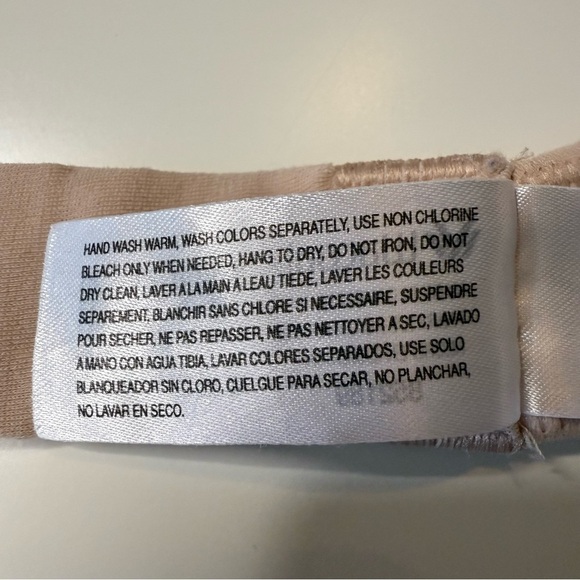 HAND WASH WARM, WASH COLORS SEPARATELY, USE NON CHLORINE
BLEACH ONLY WHEN NEEDED, HANG TO DRY, DO NOT IRON, DO NOT
DRY CLEAN, LAVER A LA MAIN A LEAU TIEDE, LAVER LES COULEURS
SEPAREMENT, BLANCHIR SANS CHLORE SI NECESSAIRE, SUSPENDRE
POUR SECHER, NE PAS REPASSER, NE PAS NETTOYER A SEC, LAVADO
A MANO CON AGUA TIBIA, LAVAR COLORES SEPARADOS, USE SOLO
BLANQUEADOR SIN CLORO, CUELGUE PARA SECAR, NO PLANCHAR,
NO LAVAR EN SECO.